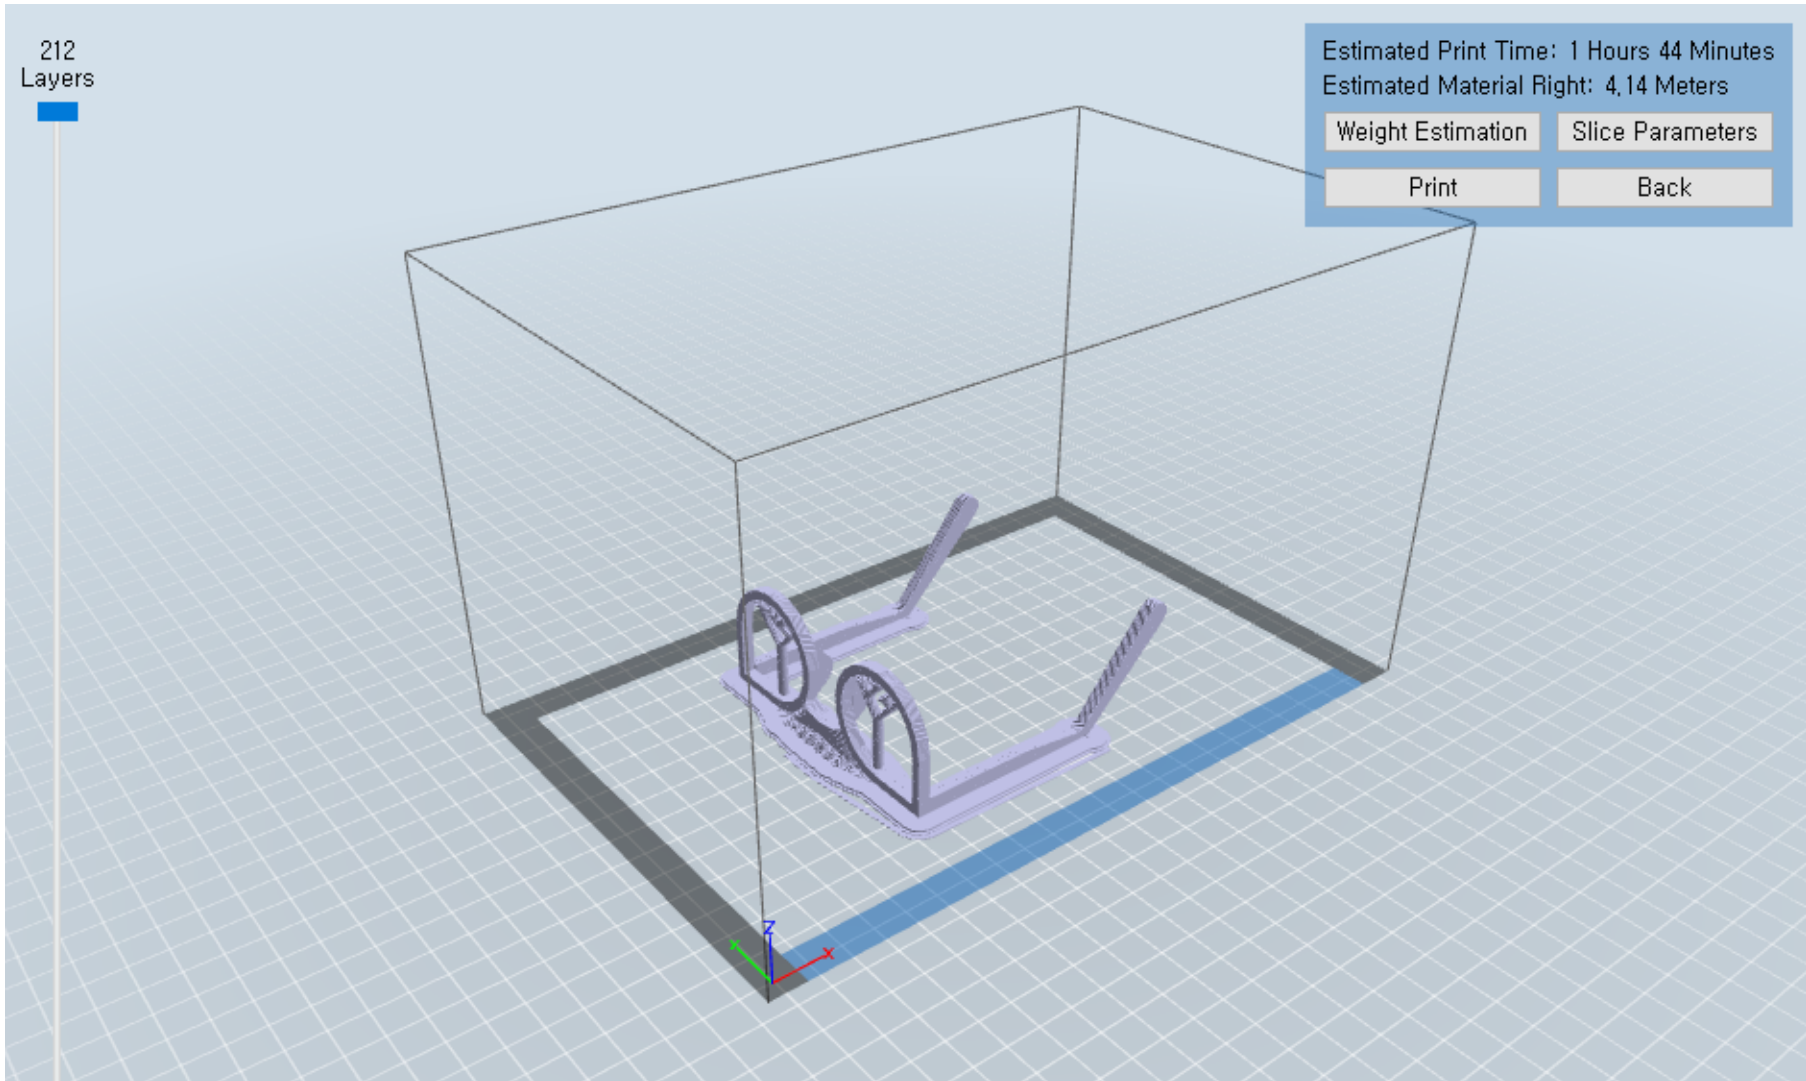 212
Layers
Estimated Print Time: 1 Hours 44 Minutes
Estimated Material Right: 4,14 Meters
Weight Estimation
Slice Parameters
Print
Back
Z
X